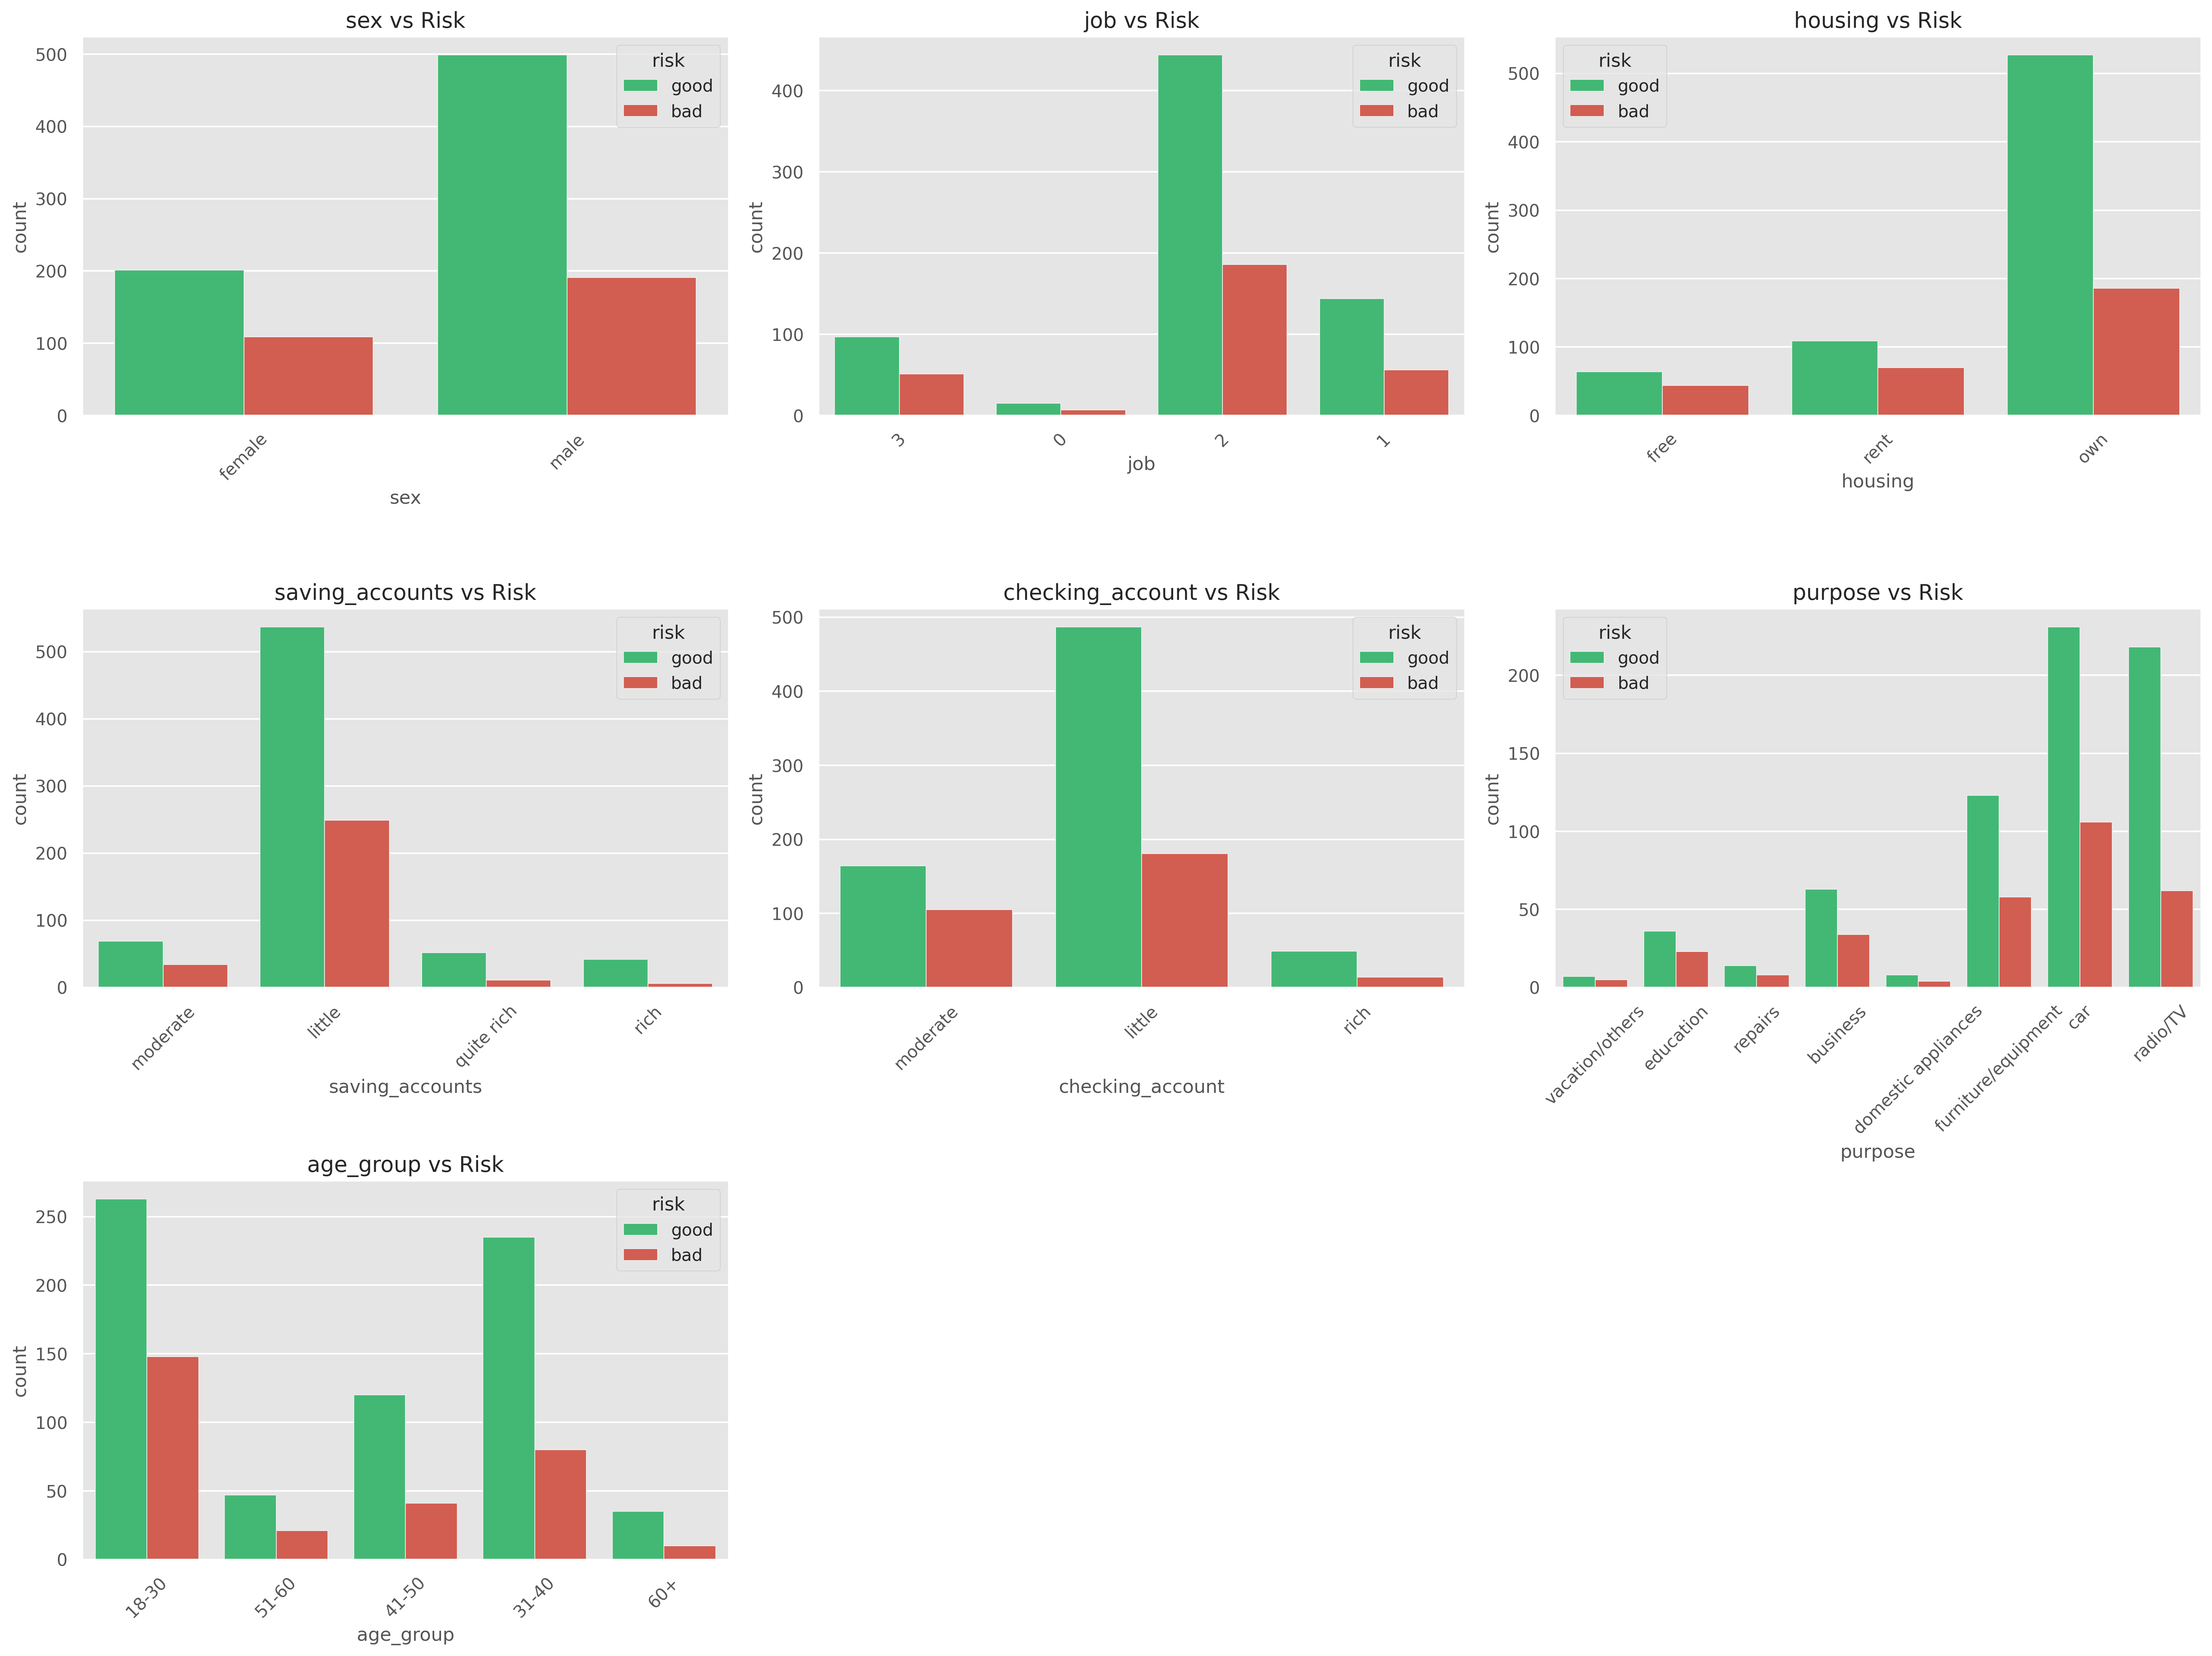 sex vs Risk
500
400
300
200
100
0
count
risk
good
bad
female
male
sex
job vs Risk
400
300
200
100
0
count
risk
good
bad
3
0
2
1
job
housing vs Risk
500
400
300
200
100
0
count
risk
good
bad
free
rent
own
housing
saving_accounts vs Risk
500
400
300
200
100
0
count
risk
good
bad
moderate
little
quite rich
rich
saving_accounts
checking_account vs Risk
500
400
300
200
100
0
count
risk
good
bad
moderate
little
rich
checking_account
purpose vs Risk
200
150
100
50
0
count
risk
good
bad
vacation/others
education
repairs
business
domestic appliances
furniture/equipment
car
radio/TV
purpose
age_group vs Risk
250
200
150
100
50
0
count
risk
good
bad
18-30
51-60
41-50
31-40
60+
age_group